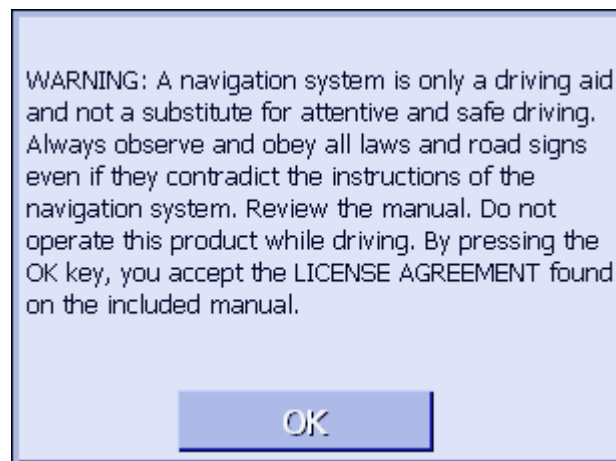 WARNING: A navigation system is only a driving aid
and not a substitute for attentive and safe driving.
Always observe and obey all laws and road signs
even if they contradict the instructions of the
navigation system. Review the manual. Do not
operate this product while driving. By pressing the
OK key, you accept the LICENSE AGREEMENT found
on the included manual.
OK